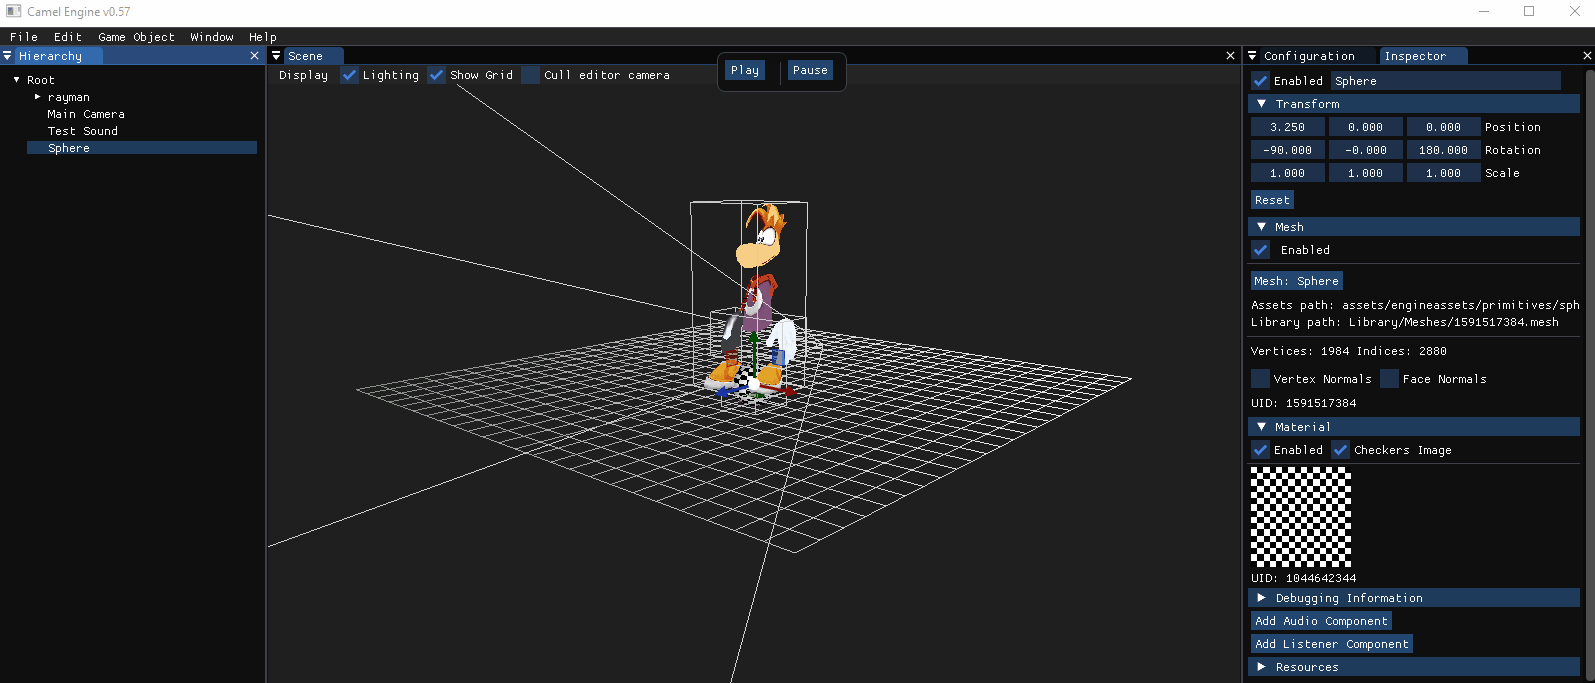 Camel Engine v0.57
File Edit Game Object Window Help
Hierarchy
Root
rayman
Main Camera
Test Sound
Sphere
Scene
Display Lighting Show Grid Cull editor camera
Play Pause
Configuration Inspector
Enabled Sphere
Transform
3.250 0.000 0.000 Position
-90.000 -0.000 180.000 Rotation
1.000 1.000 1.000 Scale
Reset
Mesh
Enabled
Mesh: Sphere
Assets path: assets/engineassets/primitives/sph
Library path: Library/Meshes/1591517384.mesh
Vertices: 1984 Indices: 2880
Vertex Normals Face Normals
UID: 1591517384
Material
Enabled Checkers Image
UID: 1044642344
Debugging Information
Add Audio Component
Add Listener Component
Resources